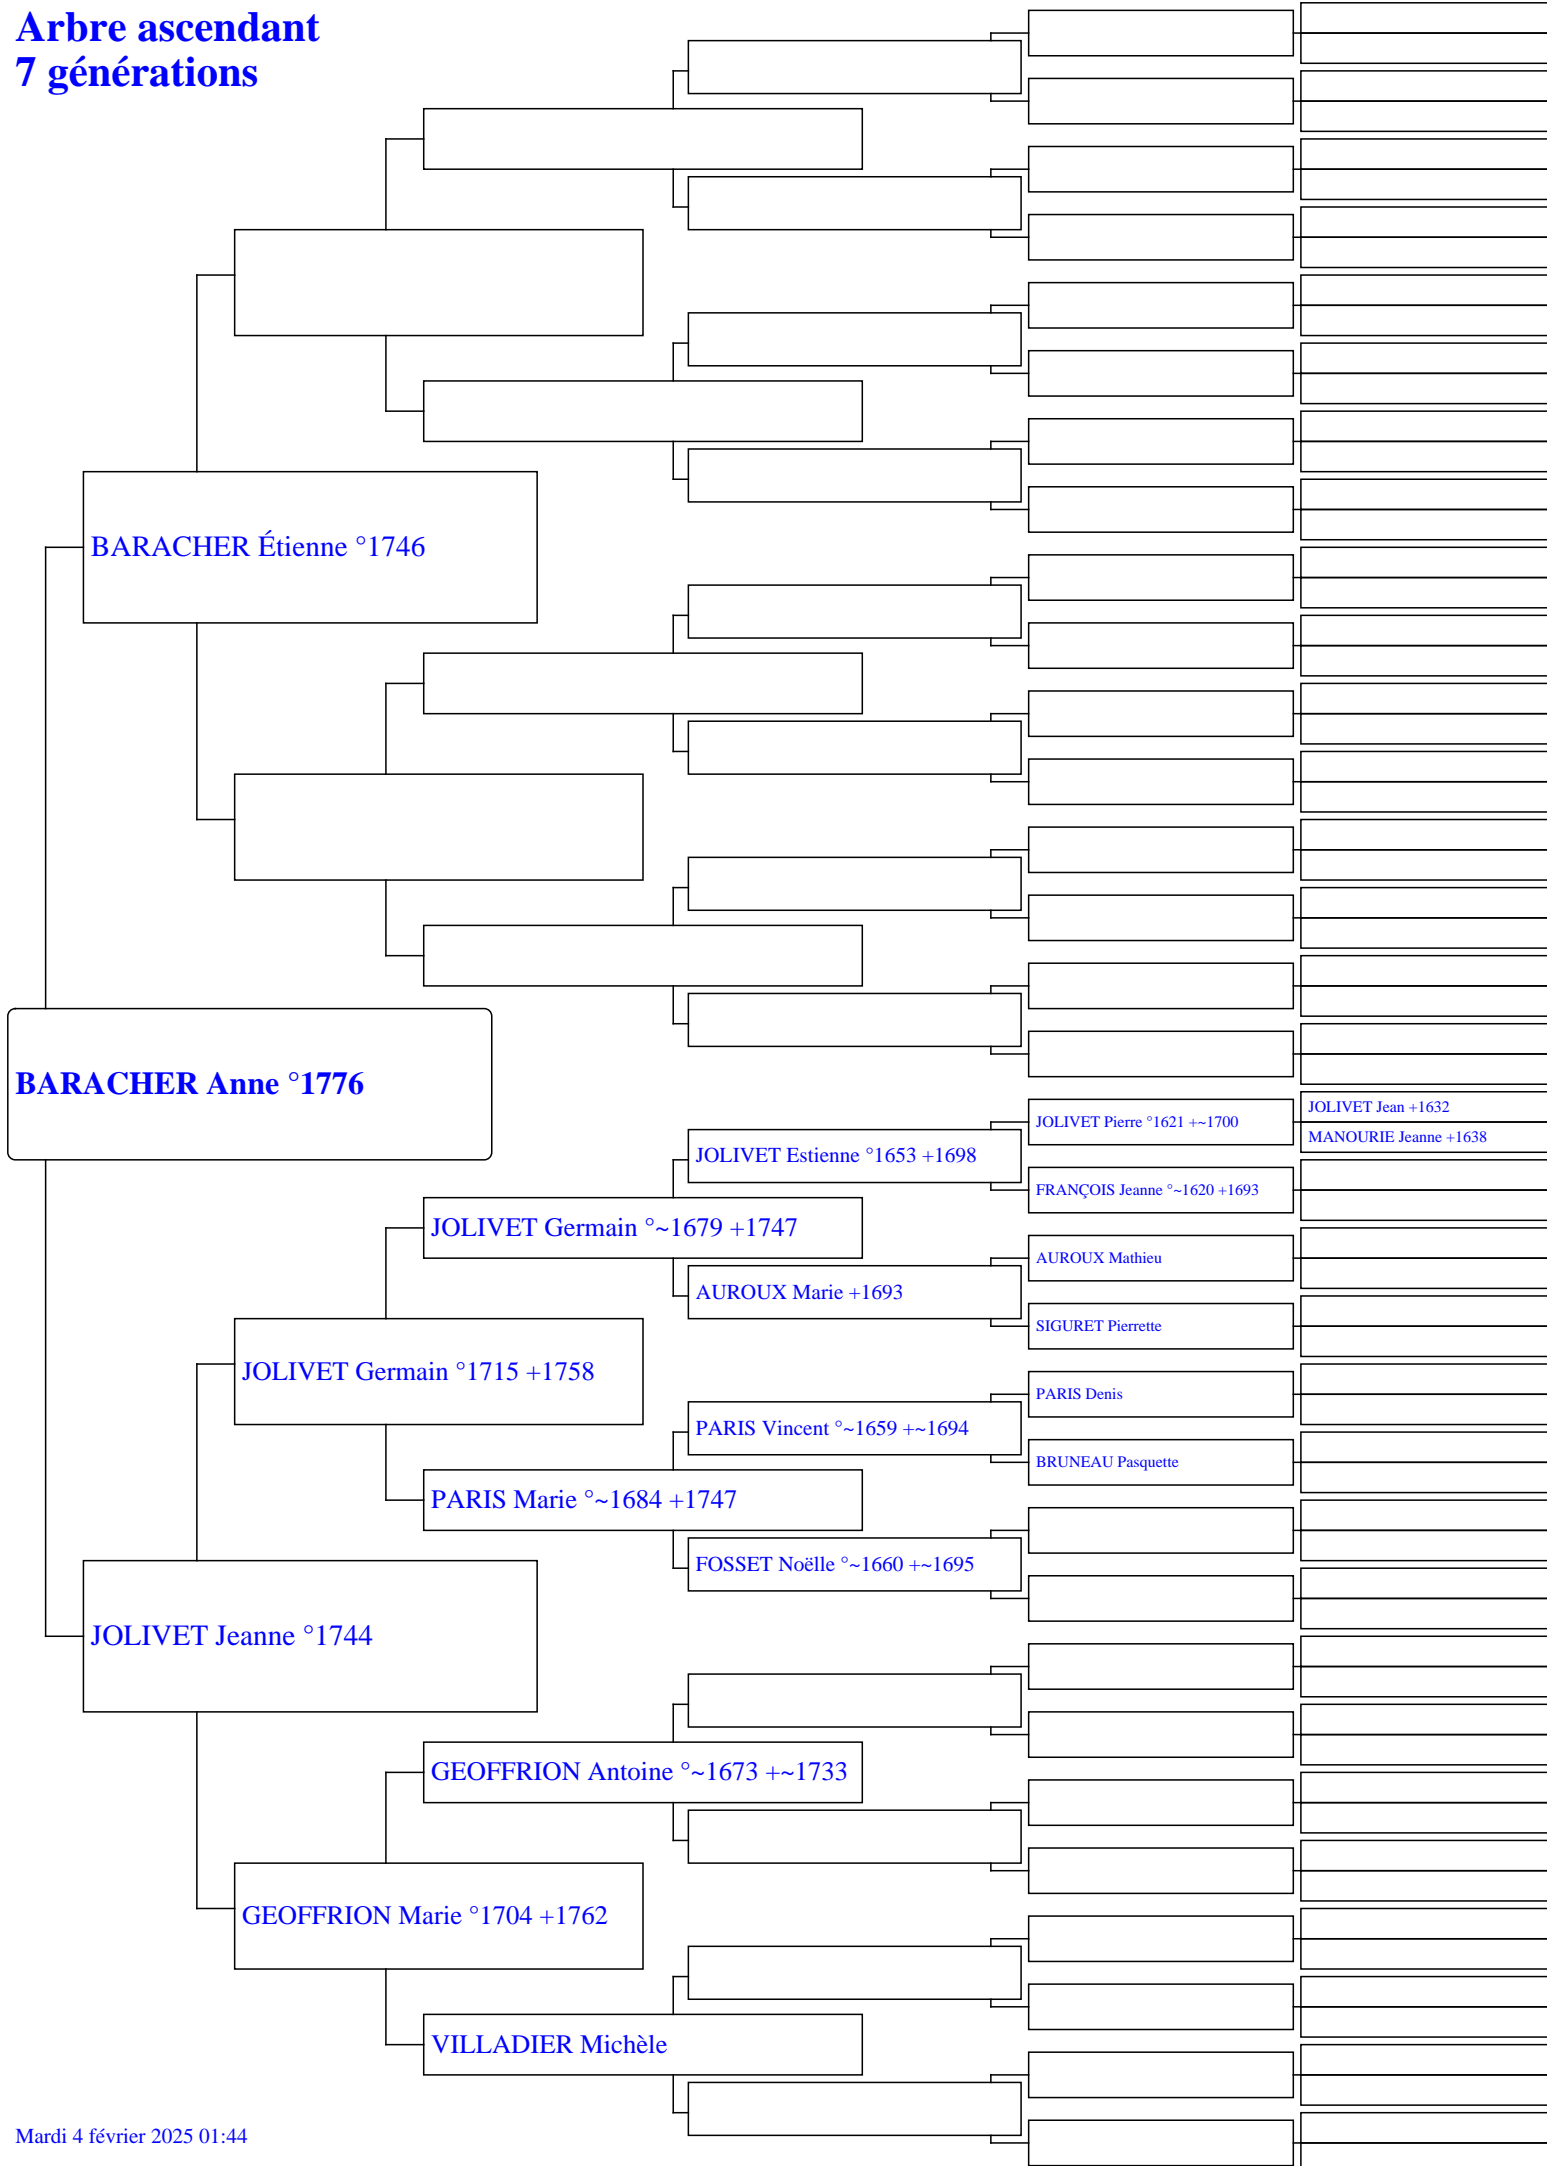 Arbre ascendant
7 générations
BARACHER Étienne °1746
BARACHER Anne °1776
JOLIVET Jean +1632
JOLIVET Pierre °1621 +~1700
MANOURIE Jeanne +1638
JOLIVET Estienne °1653 +1698
FRANÇOIS Jeanne °~1620 +1693
JOLIVET Germain °~1679 +1747
AUROUX Mathieu
AUROUX Marie +1693
SIGURET Pierrette
JOLIVET Germain °1715 +1758
PARIS Denis
PARIS Vincent °~1659 +~1694
BRUNEAU Pasquette
PARIS Marie °~1684 +1747
FOSSET Noëlle °~1660 +~1695
JOLIVET Jeanne °1744
GEOFFRION Antoine °~1673 +~1733
GEOFFRION Marie °1704 +1762
VILLADIER Michèle
Mardi 4 février 2025 01:44